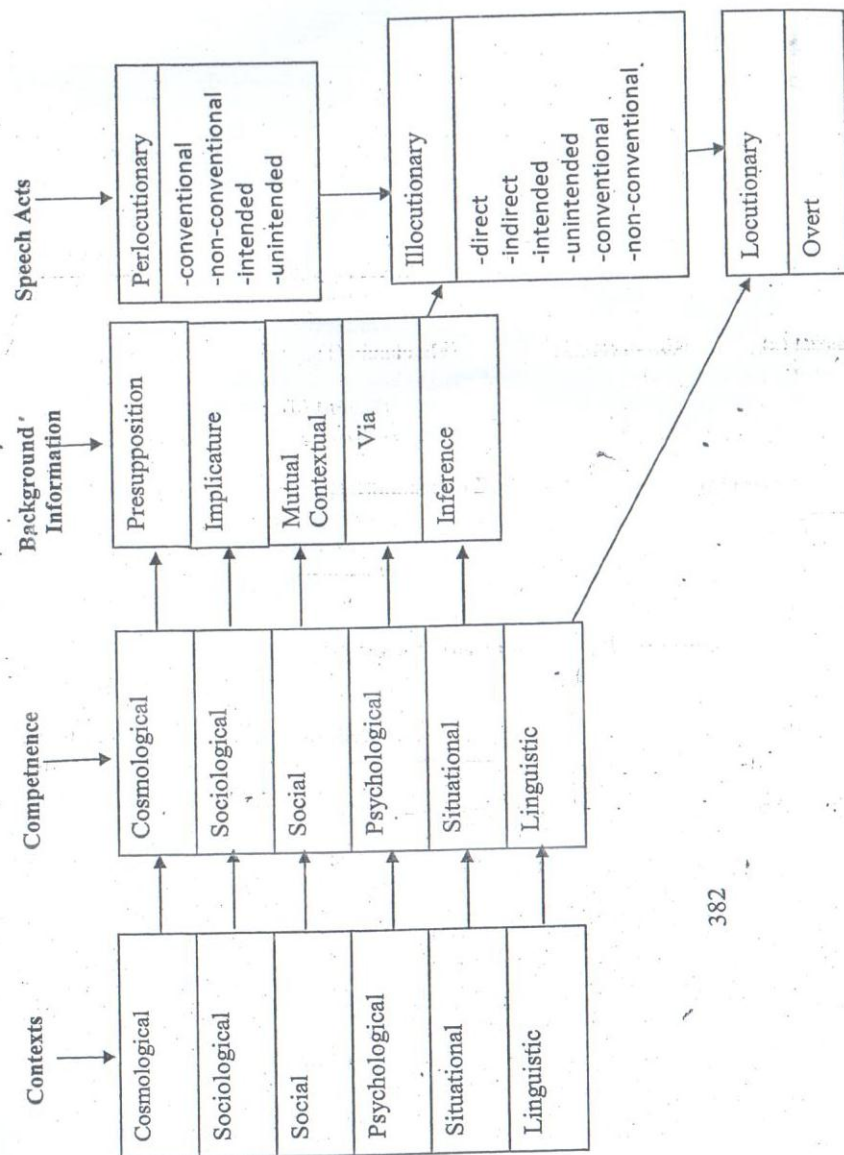 Contexts
Cosmological
Sociological
Social
Psychological
Situational
Linguistic
Competnence
Cosmological
Sociological
Social
Psychological
Situational
Linguistic
Background
Information
Presupposition
Implicature
Mutual
Contextual
Via
Inference
Speech Acts
Perlocutionary
-conventional
-non-conventional
-intended
-unintended
Illocutionary
-direct
-indirect
-intended
-unintended
-conventional
-non-conventional
Locutionary
Overt
382